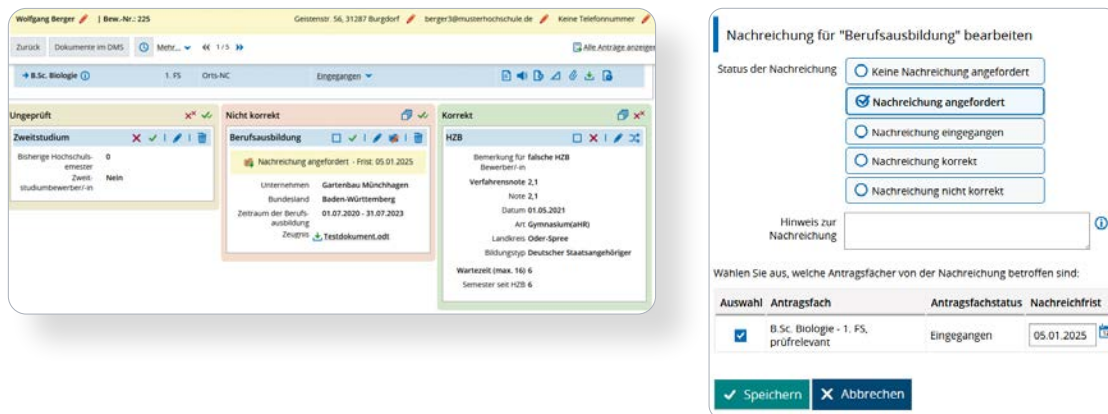 Wolfgang Berger | Bew.-Nr.: 225 Geistenstr. 56, 31287 Burgdorf berger3@musterhochschule.de Keine Telefonnummer
Zurück Dokumente im DMS Mehr... 1/5 Alle Anträge anzeigen
B.Sc. Biologie 1. FS Orts-NC Eingegangen
Ungeprüft
Zweitstudium
Bisherige Hochschuls-
emester 0
Zweit-
studiumbewerber/-in Nein
Nicht korrekt
Berufsausbildung
Nachreichung angefordert - Frist: 05.01.2025
Unternehmen Gartenbau Münchhagen
Bundesland Baden-Württemberg
Zeitraum der Berufs-
ausbildung 01.07.2020 - 31.07.2023
Zeugnis Testdokument.odt
Korrekt
HZB
Bemerkung für falsche HZB
Bewerber/-in
Verfahrensnote 2,1
Note 2,1
Datum 01.05.2021
Art Gymnasium(aHR)
Landkreis Oder-Spree
Bildungstyp Deutscher Staatsangehöriger
Wartezeit (max. 16) 6
Semester seit HZB 6
Nachreichung für "Berufsausbildung" bearbeiten
Status der Nachreichung Keine Nachreichung angefordert
Nachreichung angefordert
Nachreichung eingegangen
Nachreichung korrekt
Nachreichung nicht korrekt
Hinweis zur
Nachreichung
Wählen Sie aus, welche Antragsfächer von der Nachreichung betroffen sind:
Auswahl Antragsfach Antragsfachstatus Nachreichfrist
B.Sc. Biologie - 1. FS,
prüfrelevant Eingegangen 05.01.2025
Speichern Abbrechen